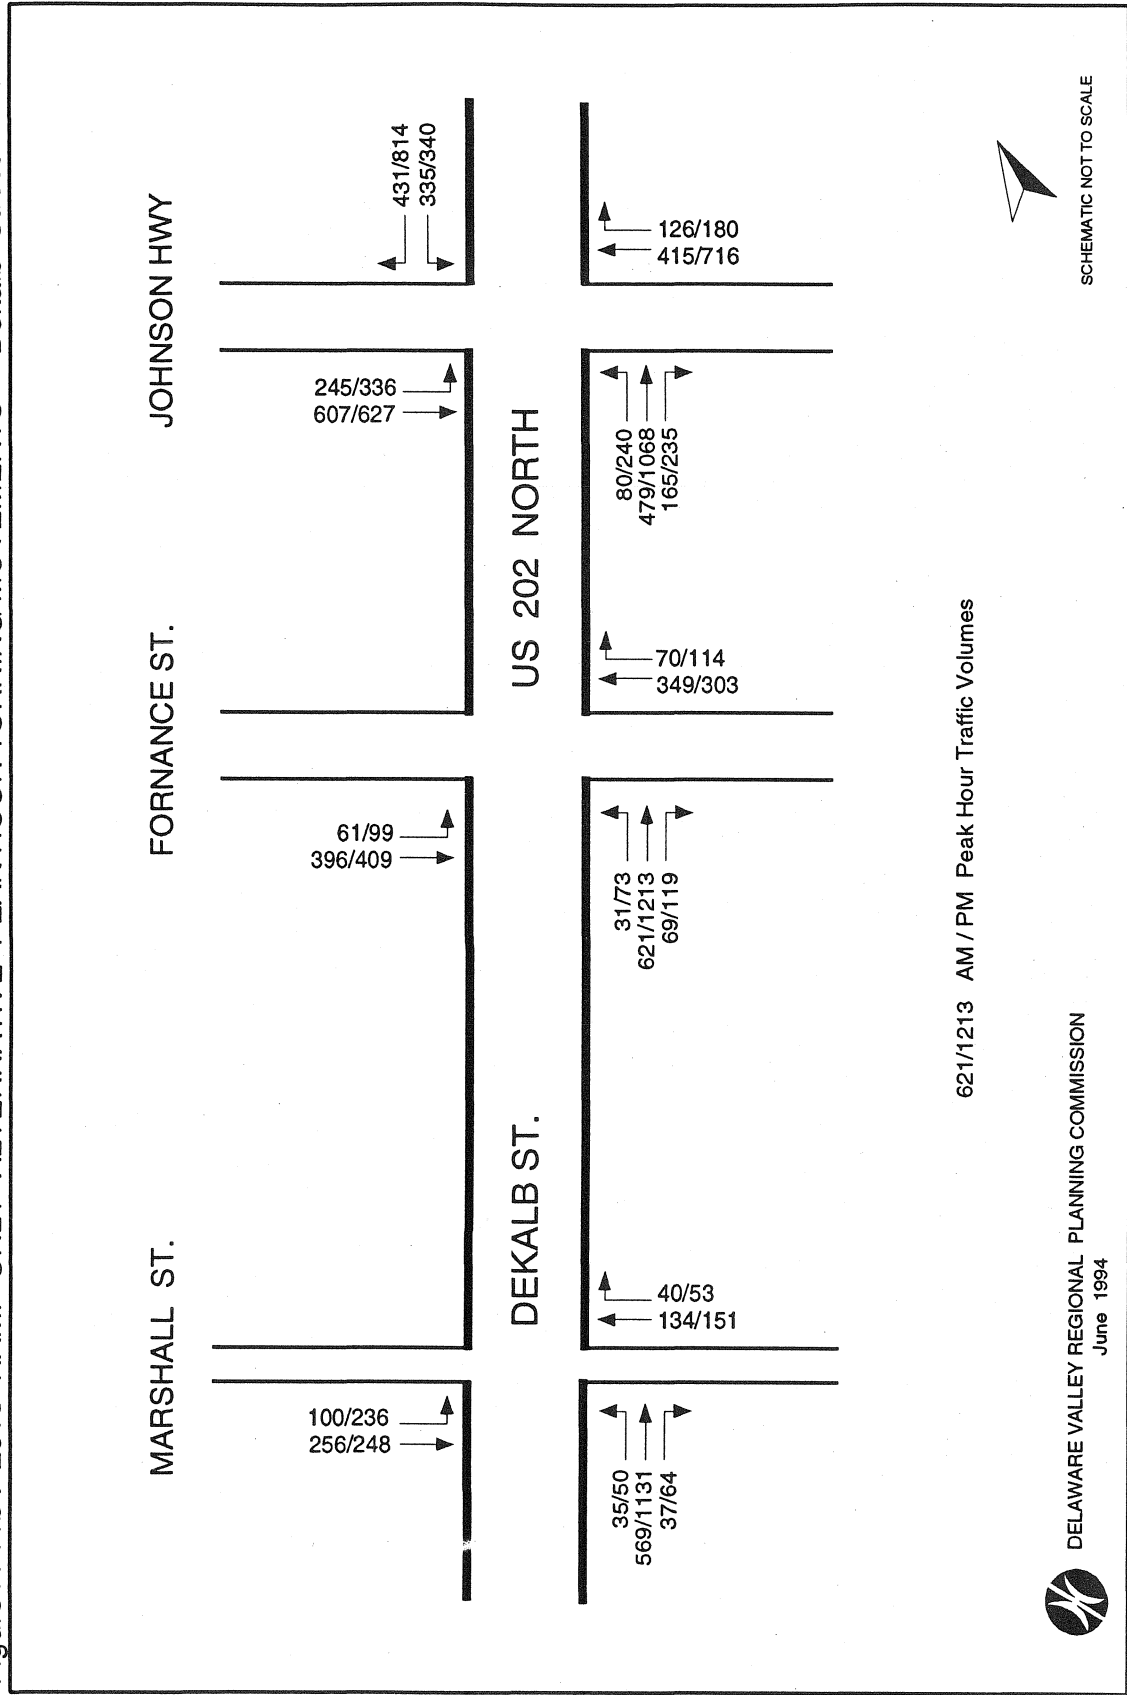 MARSHALL ST.
FORNANCE ST.
JOHNSON HWY
100/236
256/248
61/99
396/409
245/336
607/627
431/814
335/340
DEKALB ST.
US 202 NORTH
35/50
569/1131
37/64
40/53
134/151
31/73
621/1213
69/119
70/114
349/303
80/240
479/1068
165/235
126/180
415/716
621/1213 AM / PM Peak Hour Traffic Volumes
DELAWARE VALLEY REGIONAL PLANNING COMMISSION
June 1994
SCHEMATIC NOT TO SCALE